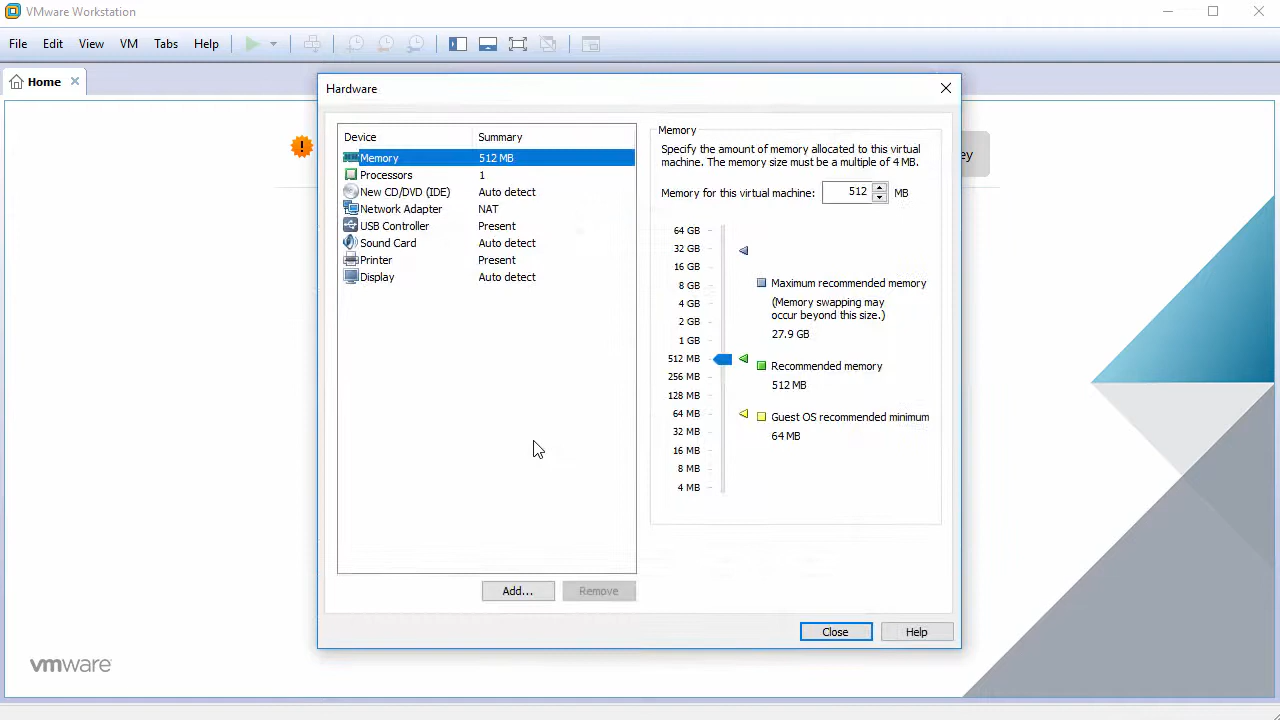 VMware Workstation
File Edit View VM Tabs Help
Home
Hardware
Device Summary
Memory 512 MB
Processors 1
New CD/DVD (IDE) Auto detect
Network Adapter NAT
USB Controller Present
Sound Card Auto detect
Printer Present
Display Auto detect
Add...
Remove
Memory
Specify the amount of memory allocated to this virtual
machine. The memory size must be a multiple of 4 MB.
Memory for this virtual machine: 512 MB
64 GB
32 GB
16 GB
8 GB
4 GB
2 GB
1 GB
512 MB
256 MB
128 MB
64 MB
32 MB
16 MB
8 MB
4 MB
Maximum recommended memory
(Memory swapping may
occur beyond this size.)
27.9 GB
Recommended memory
512 MB
Guest OS recommended minimum
64 MB
Close
Help
ey
vmware